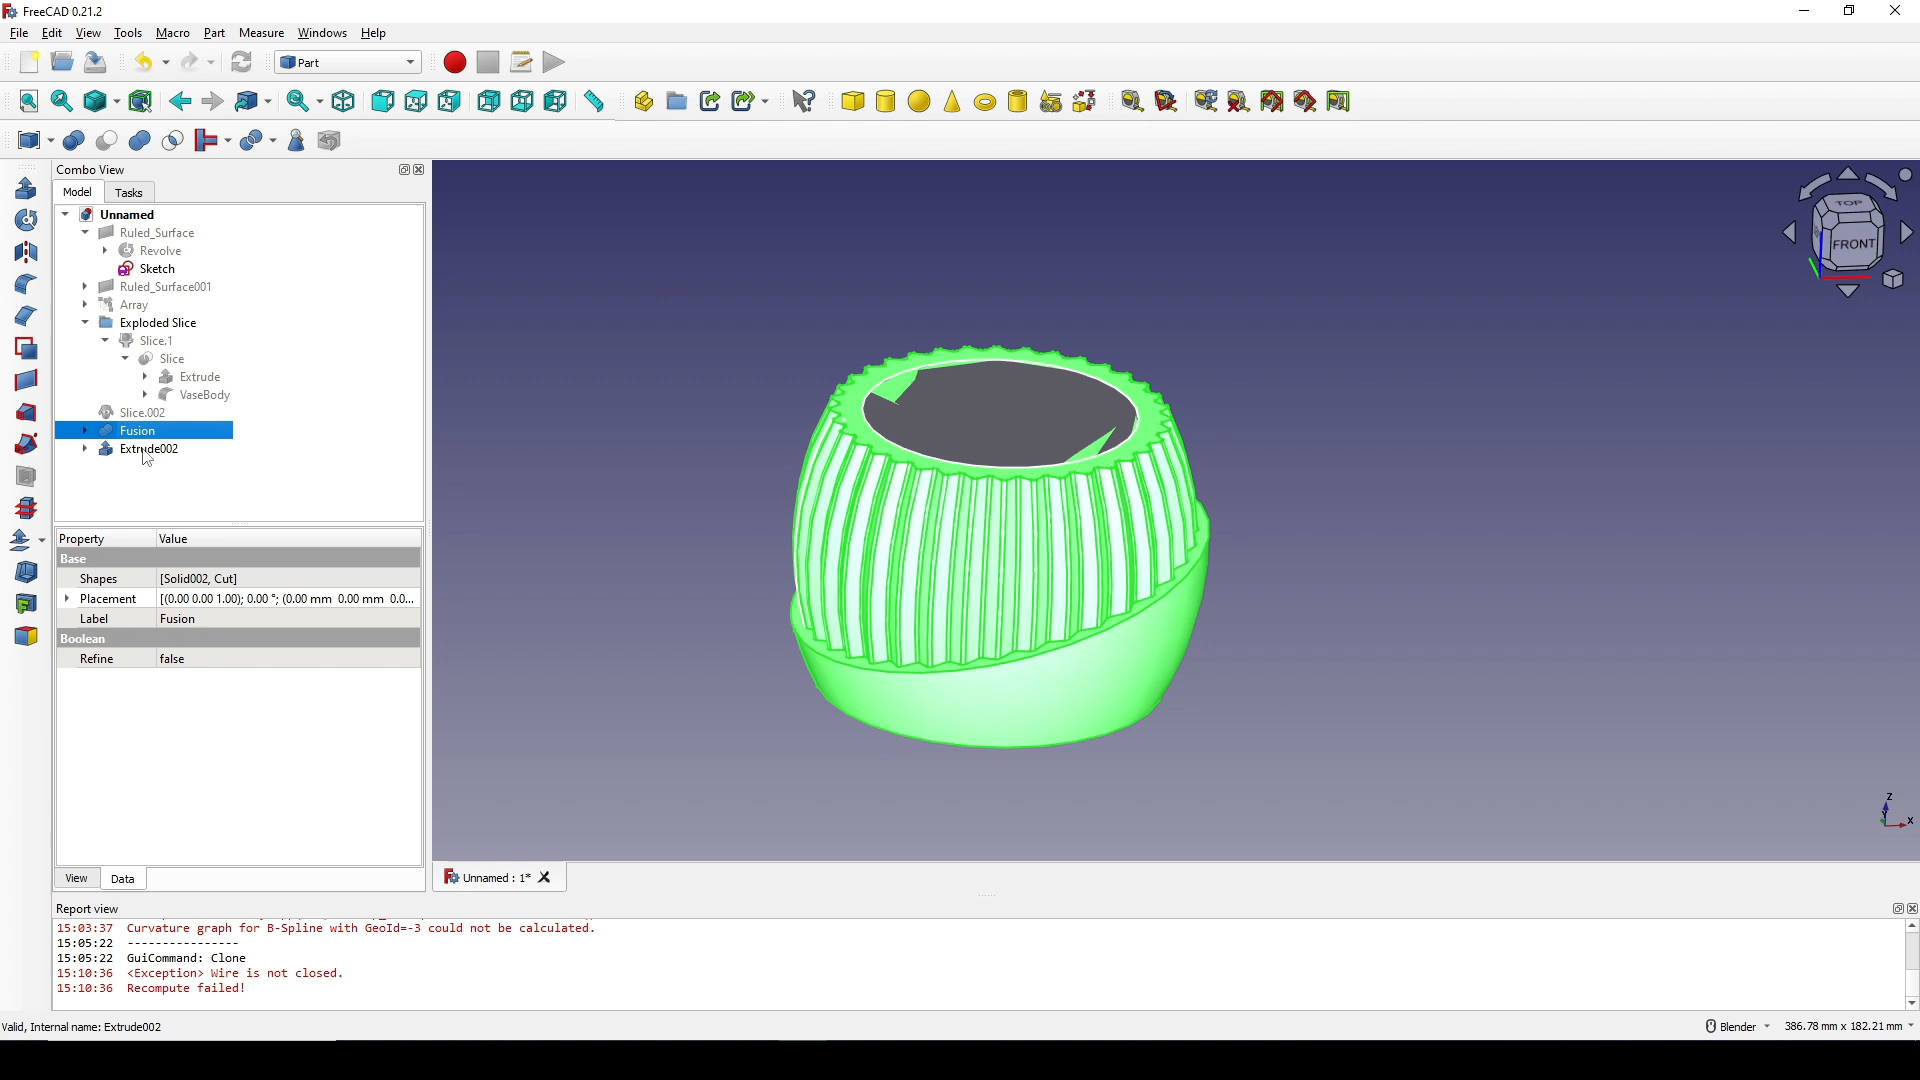 FreeCAD 0.21.2
File Edit View Tools Macro Part Measure Windows Help
Part
Combo View
Model Tasks
Unnamed
Ruled_Surface
Revolve
Sketch
Ruled_Surface001
Array
Exploded Slice
Slice.1
Slice
Extrude
VaseBody
Slice.002
Fusion
Extrude002
Property Value
Base
Shapes [Solid002, Cut]
Placement [(0.00 0.00 1.00); 0.00 °; (0.00 mm 0.00 mm 0.0...
Label Fusion
Boolean
Refine false
View Data
TOP
FRONT
Z
Y
X
Unnamed : 1*
Report view
15:03:37 Curvature graph for B-Spline with GeoId=-3 could not be calculated.
15:05:22 ----------------
15:05:22 GuiCommand: Clone
15:10:36 <Exception> Wire is not closed.
15:10:36 Recompute failed!
Valid, Internal name: Extrude002
Blender 386.78 mm x 182.21 mm